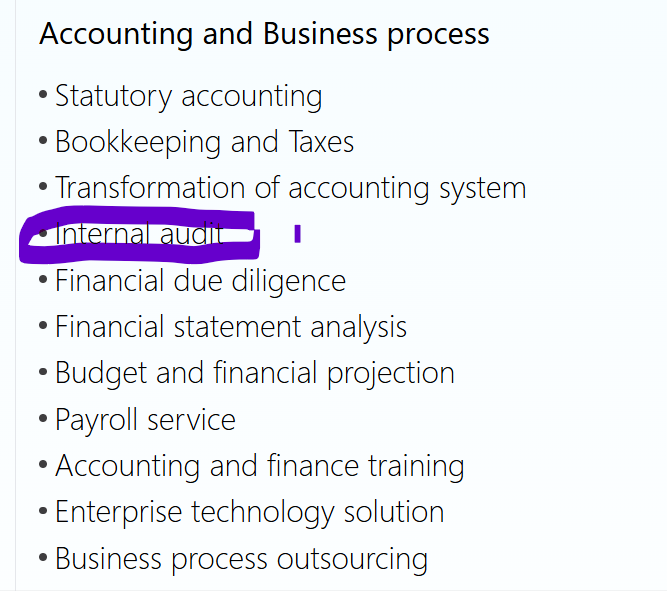 Accounting and Business process
• Statutory accounting
• Bookkeeping and Taxes
• Transformation of accounting system
• Internal audit
• Financial due diligence
• Financial statement analysis
• Budget and financial projection
• Payroll service
• Accounting and finance training
• Enterprise technology solution
• Business process outsourcing